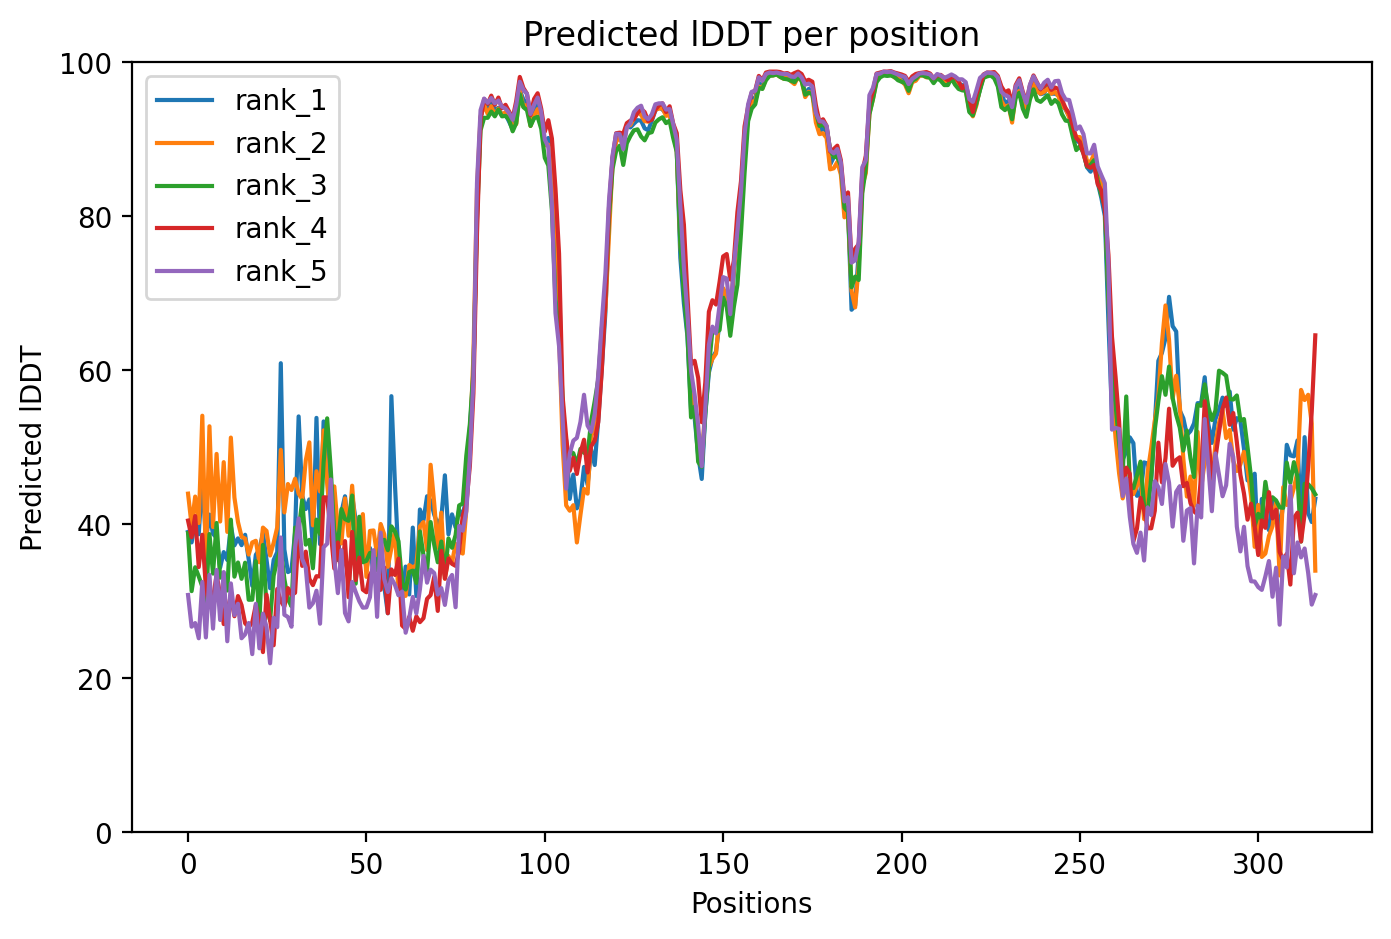 Predicted lDDT per position
100
80
60
40
20
0
Predicted lDDT
rank_1
rank_2
rank_3
rank_4
rank_5
0 50 100 150 200 250 300
Positions